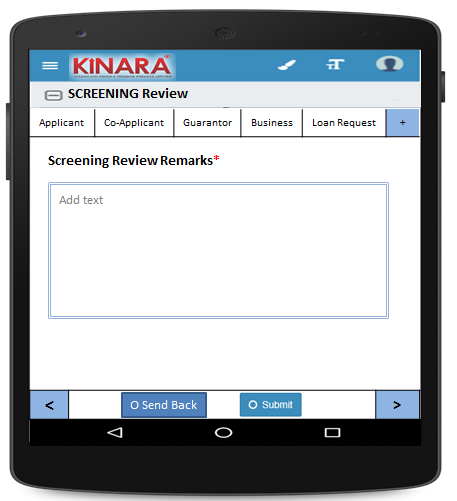 KINARA
SCREENING Review
Applicant Co-Applicant Guarantor Business Loan Request +
Screening Review Remarks*
Add text
< O Send Back O Submit >